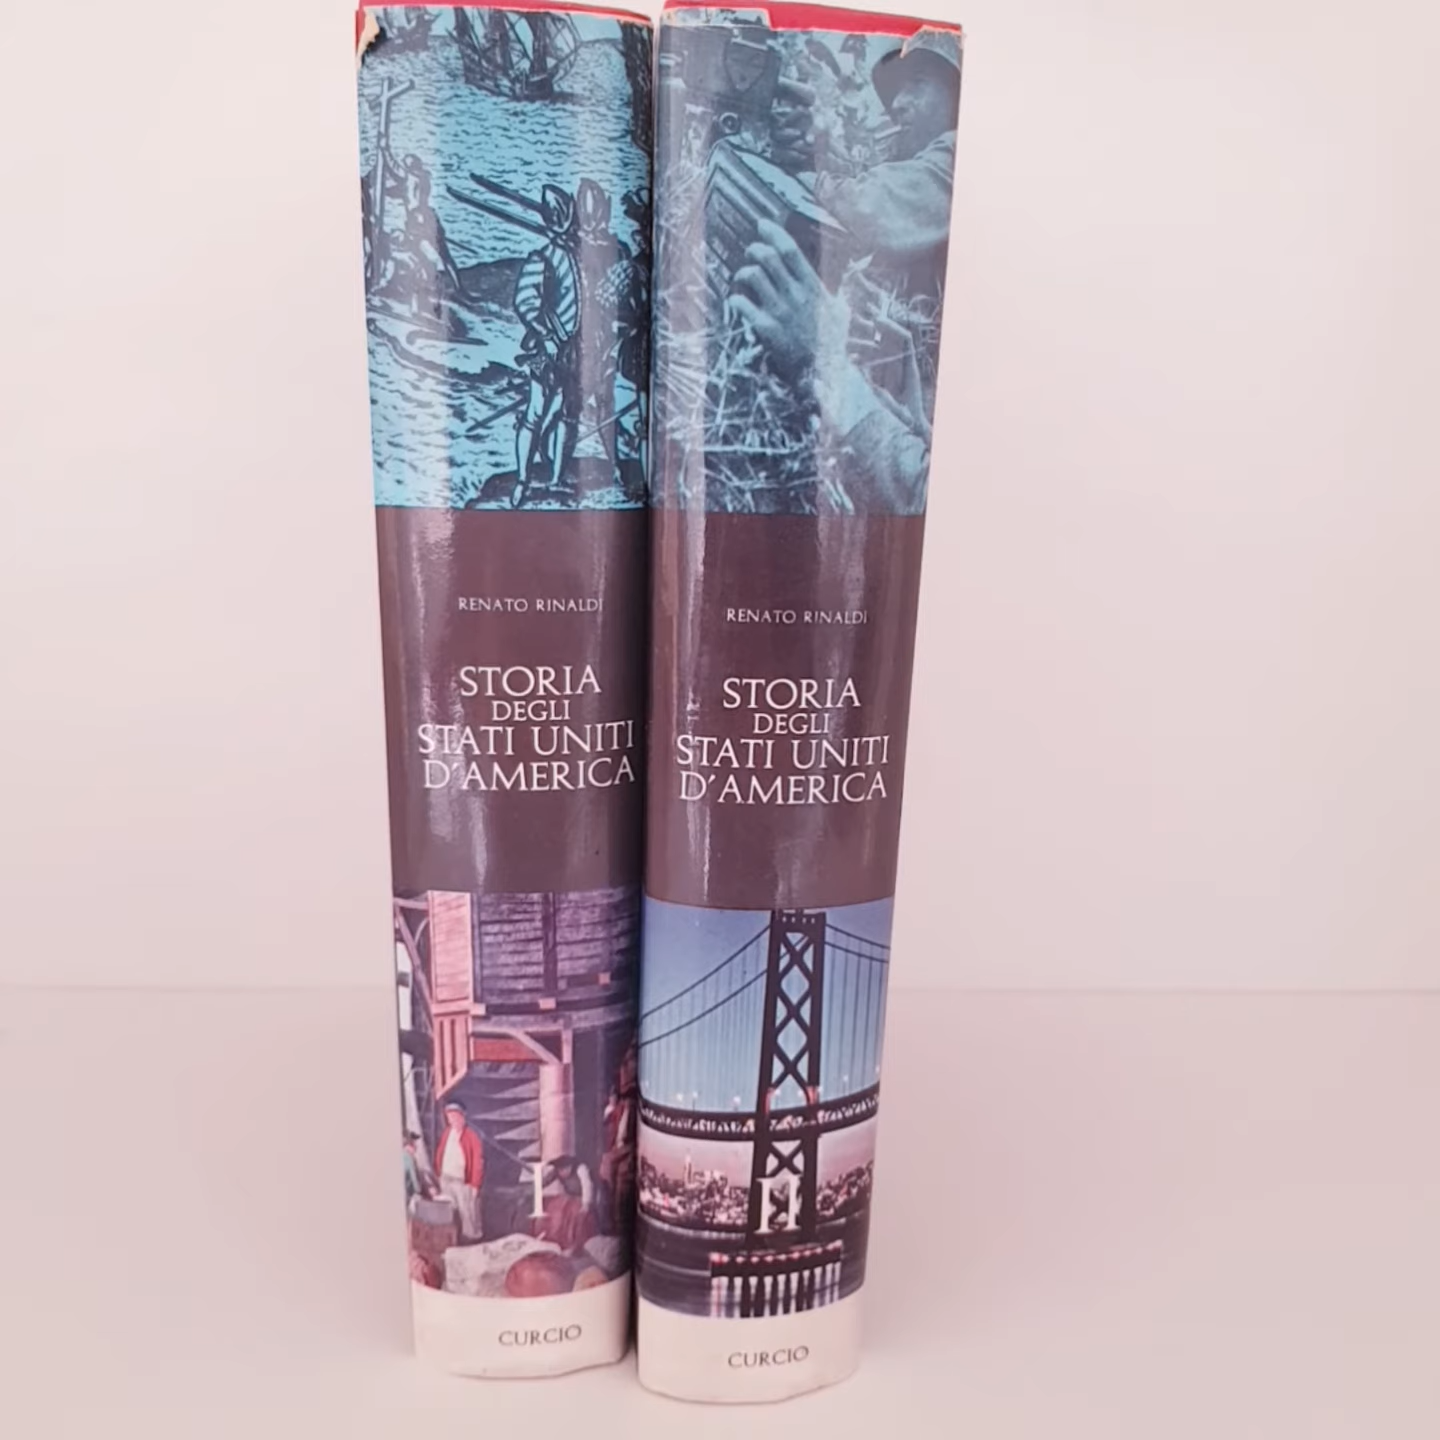 RENATO RINALDI
STORIA
DEGLI
STATI UNITI
D'AMERICA
I
CURCIO
RENATO RINALDI
STORIA
DEGLI
STATI UNITI
D'AMERICA
II
CURCIO